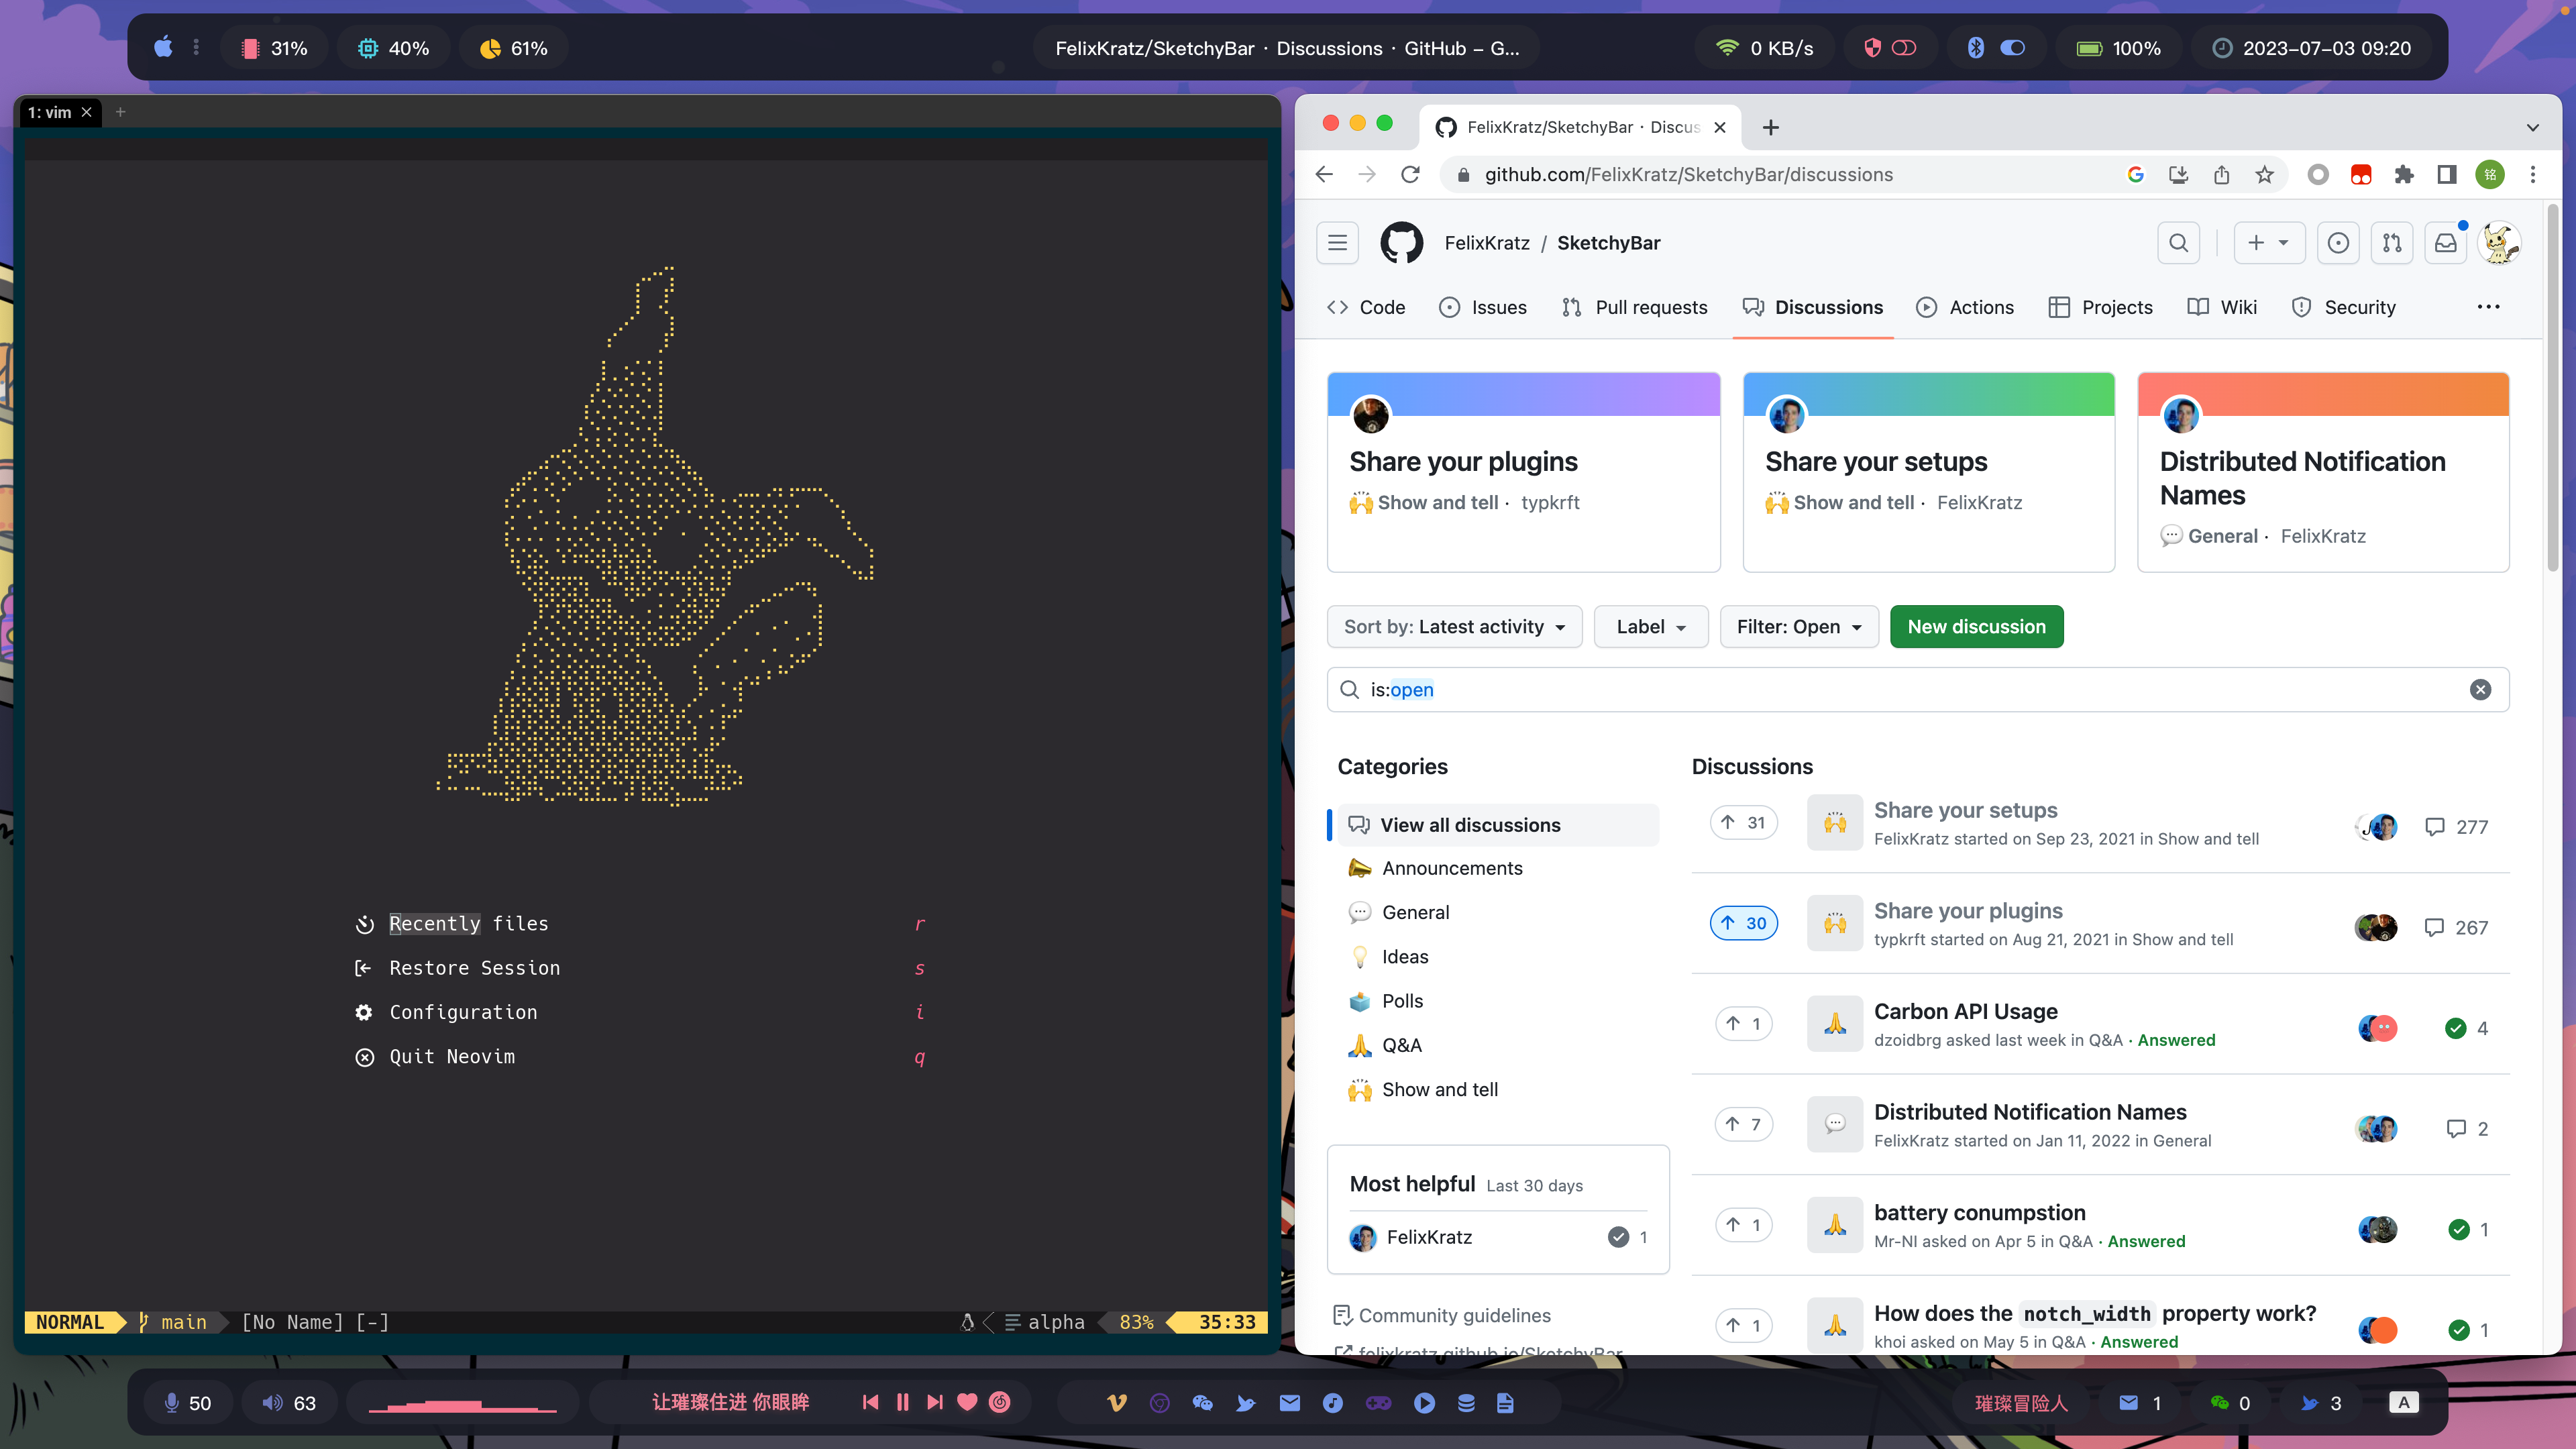 31%
40%
61%
FelixKratz/SketchyBar · Discussions · GitHub – G...
0 KB/s
100%
2023-07-03 09:20
1: vim
FelixKratz/SketchyBar · Discus
github.com/FelixKratz/SketchyBar/discussions
铭
FelixKratz / SketchyBar
Code
Issues
Pull requests
Discussions
Actions
Projects
Wiki
Security
Share your plugins
Show and tell · typkrft
Share your setups
Show and tell · FelixKratz
Distributed Notification
Names
General · FelixKratz
Sort by: Latest activity
Label
Filter: Open
New discussion
is:open
Categories
View all discussions
Announcements
General
Ideas
Polls
Q&A
Show and tell
Most helpful Last 30 days
FelixKratz 1
Community guidelines
felixkratz.github.io/SketchyBar
Discussions
31
Share your setups
FelixKratz started on Sep 23, 2021 in Show and tell
277
30
Share your plugins
typkrft started on Aug 21, 2021 in Show and tell
267
1
Carbon API Usage
dzoidbrg asked last week in Q&A · Answered
4
7
Distributed Notification Names
FelixKratz started on Jan 11, 2022 in General
2
1
battery conumpstion
Mr-NI asked on Apr 5 in Q&A · Answered
1
1
How does the notch_width property work?
khoi asked on May 5 in Q&A · Answered
1
Recently files r
Restore Session s
Configuration i
Quit Neovim q
NORMAL main [No Name] [-] alpha 83% 35:33
50
63
让璀璨住进 你眼眸
璀璨冒险人
1
0
3
A